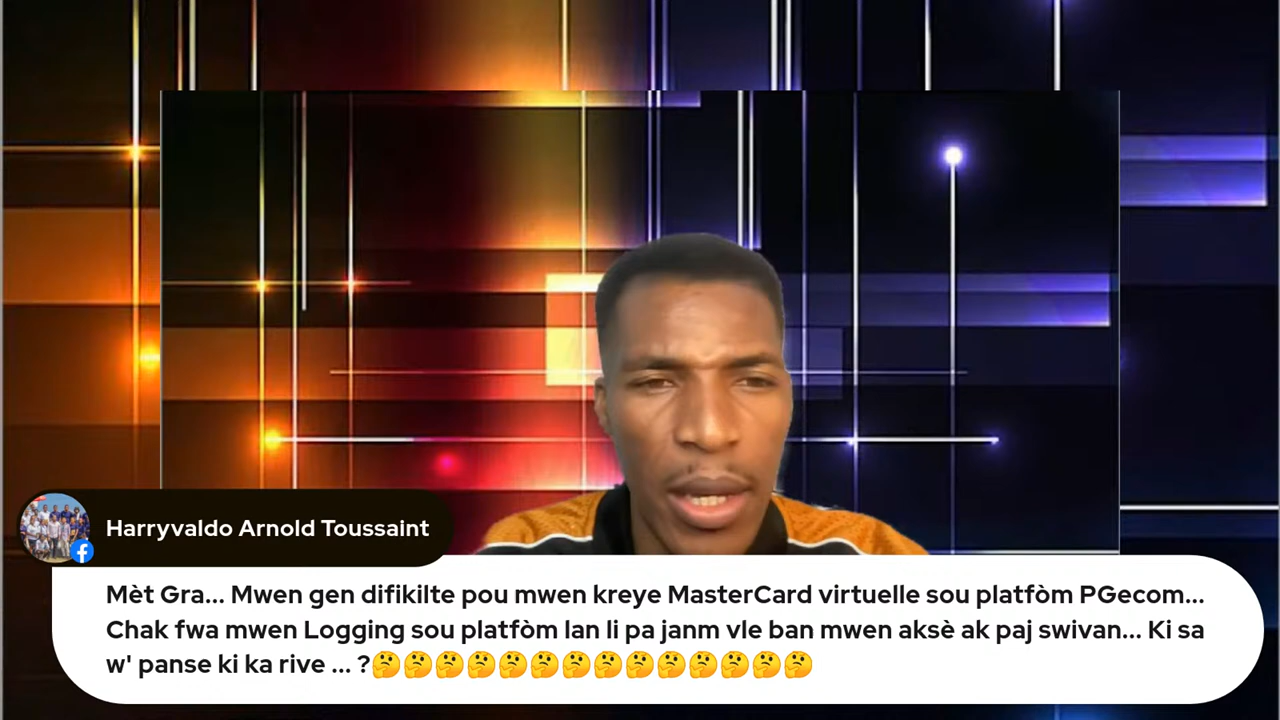 Harryvaldo Arnold Toussaint
Mèt Gra... Mwen gen difikilte pou mwen kreye MasterCard virtuelle sou platfòm PGecom...
Chak fwa mwen Logging sou platfòm lan li pa janm vle ban mwen aksè ak paj swivan... Ki sa
w' panse ki ka rive ... ?🤔🤔🤔🤔🤔🤔🤔🤔🤔🤔🤔🤔🤔🤔